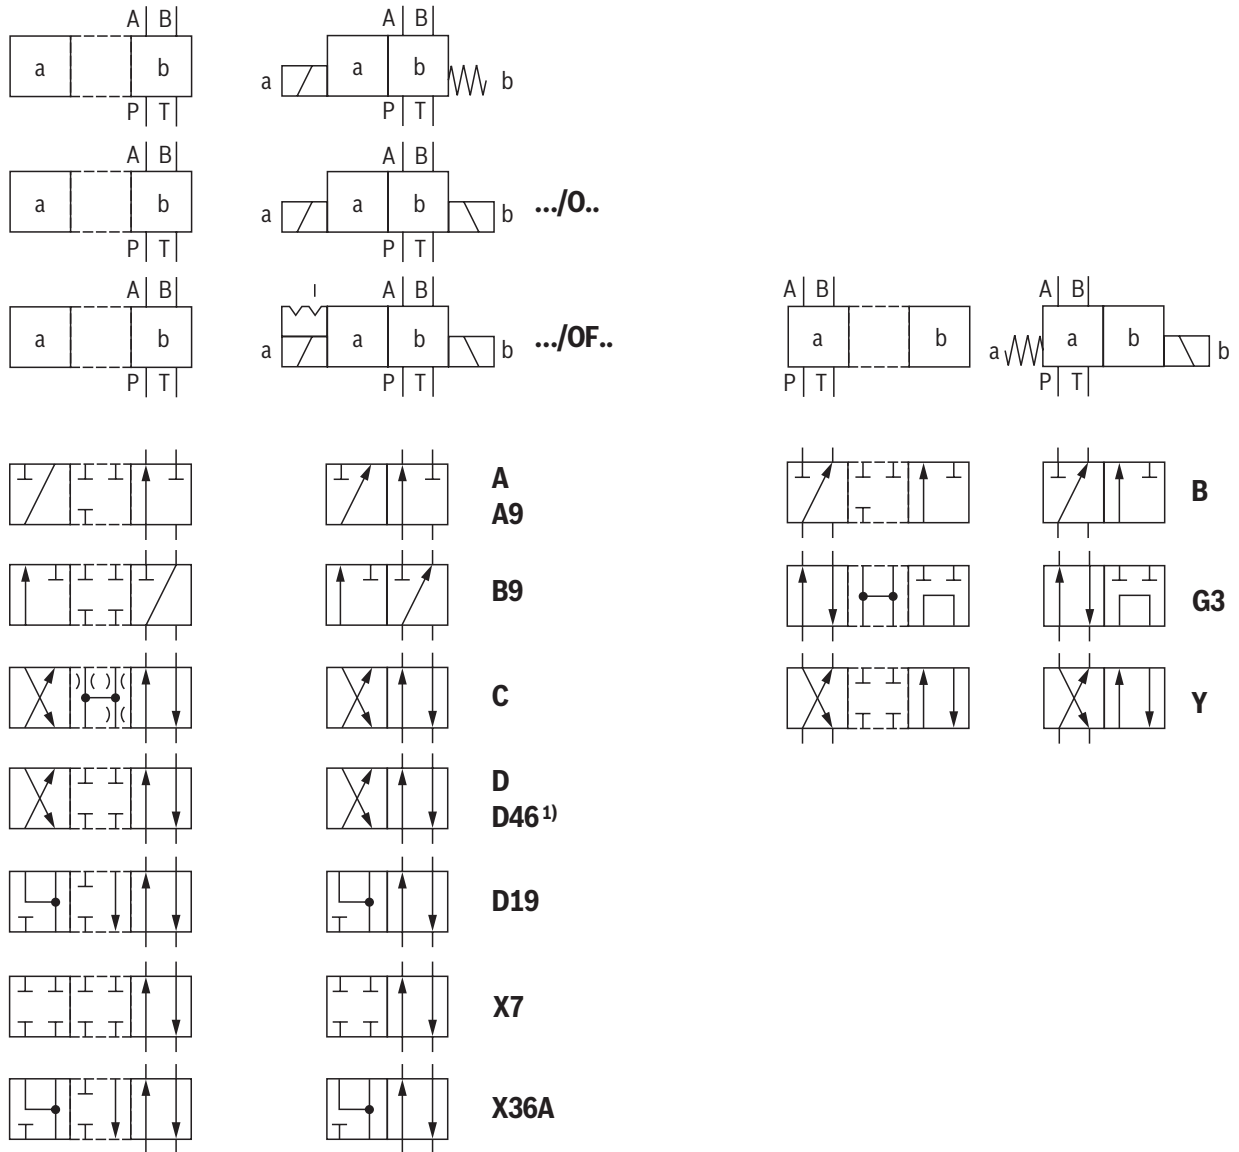 A B A B
a b a a b b
P T P T
A B A B
a b a a b b .../O..
P T P T
A B A B
a b a a b b .../OF..
P T P T
A B A B
a b a a b b
P T P T
A
A9
B9
C
D
D46 1)
D19
X7
X36A
B
G3
Y